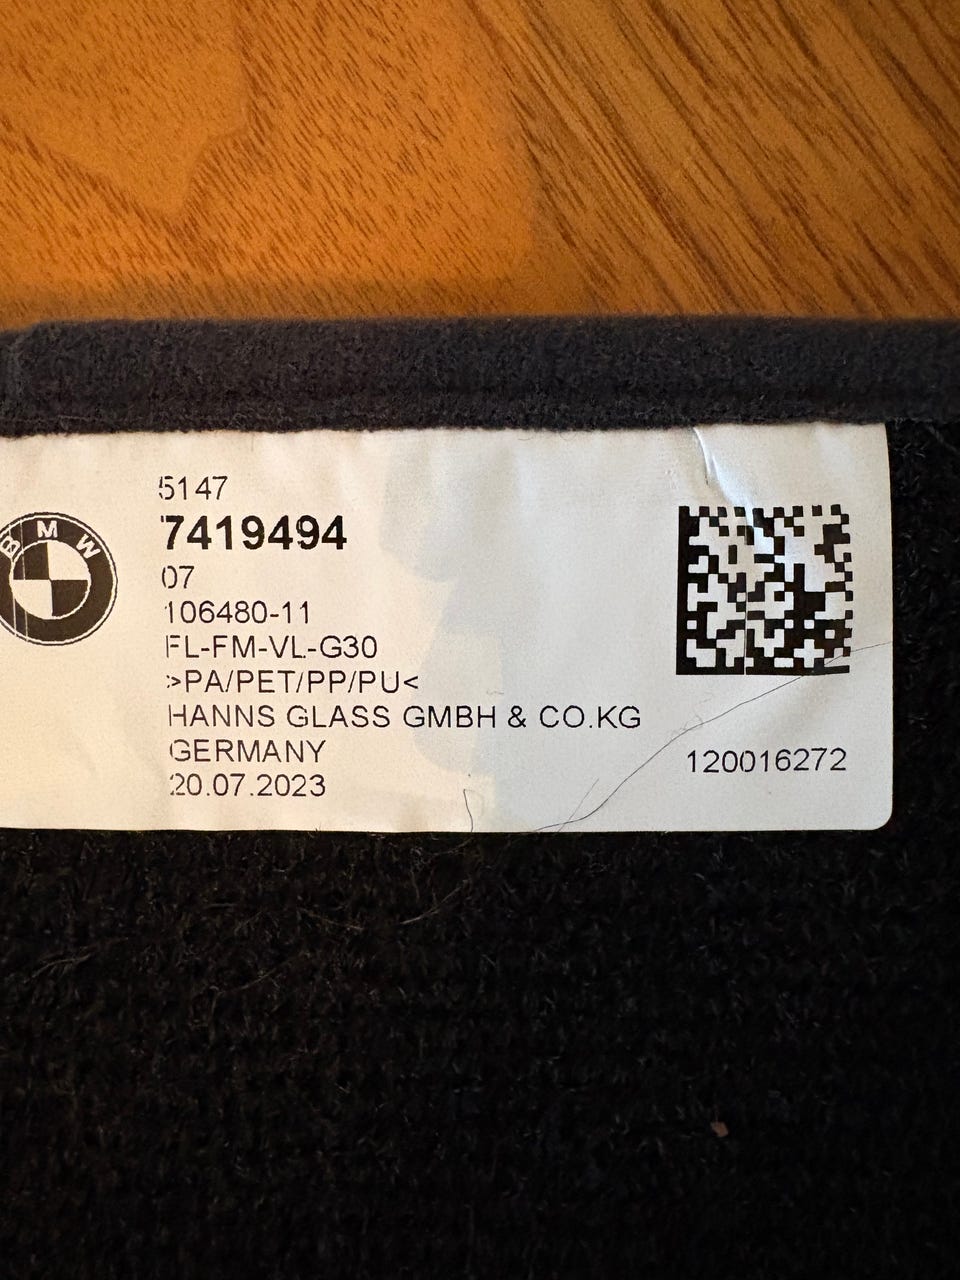 BMW
5147
7419494
07
106480-11
FL-FM-VL-G30
>PA/PET/PP/PU<
HANNS GLASS GMBH & CO.KG
GERMANY
20.07.2023
120016272